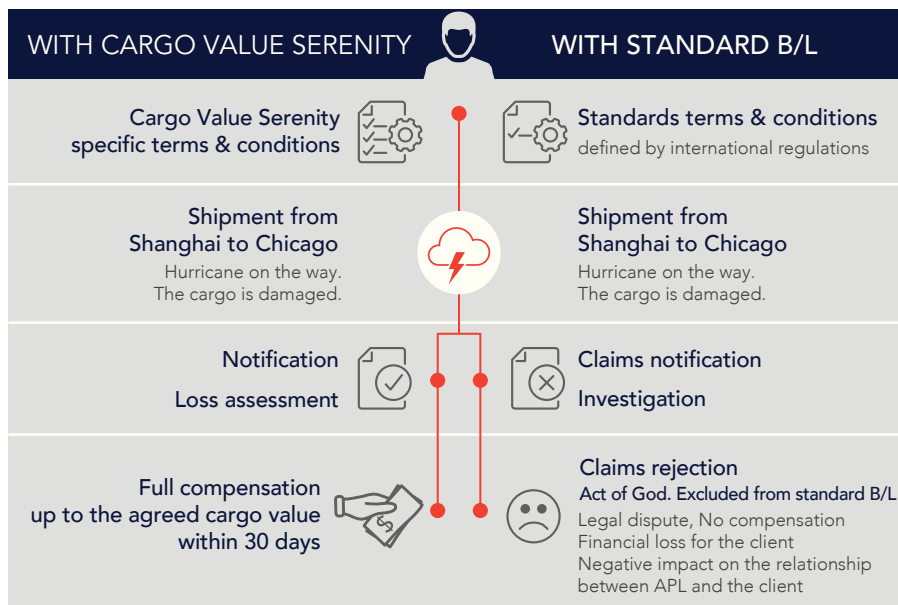 WITH CARGO VALUE SERENITY
WITH STANDARD B/L
Cargo Value Serenity
specific terms & conditions
Standards terms & conditions
defined by international regulations
Shipment from
Shanghai to Chicago
Hurricane on the way.
The cargo is damaged.
Shipment from
Shanghai to Chicago
Hurricane on the way.
The cargo is damaged.
Notification
Loss assessment
Claims notification
Investigation
Full compensation
up to the agreed cargo value
within 30 days
$
Claims rejection
Act of God. Excluded from standard B/L
Legal dispute, No compensation
Financial loss for the client
Negative impact on the relationship
between APL and the client